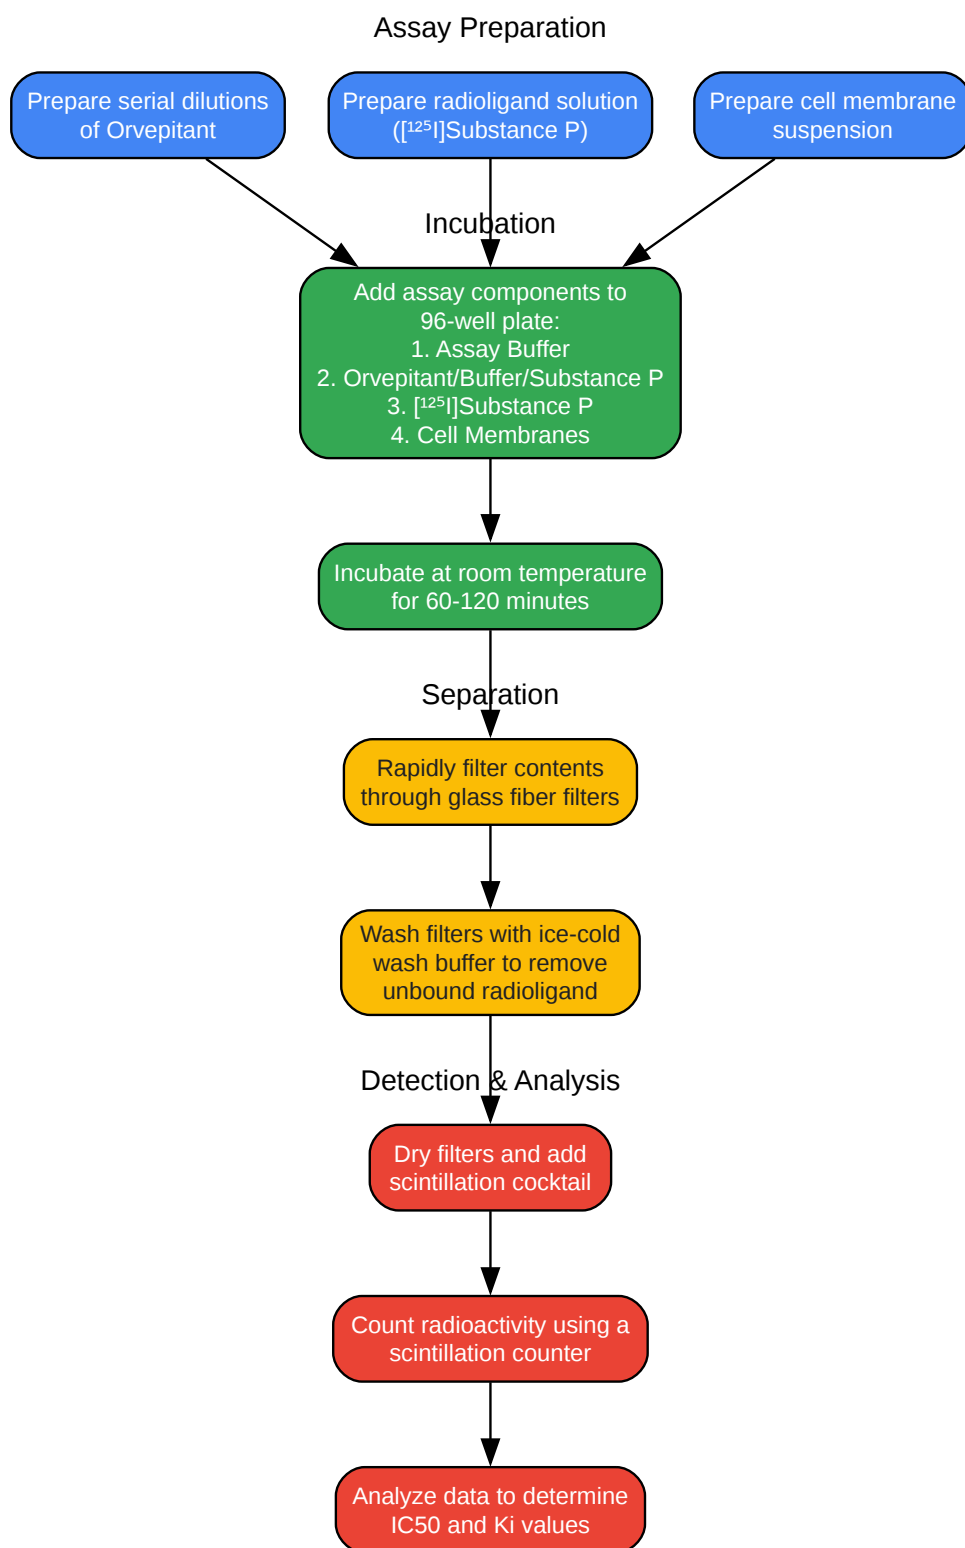 Assay Preparation
Prepare serial dilutions
of Orvepitant
Prepare radioligand solution
([¹²⁵I]Substance P)
Prepare cell membrane
suspension
Incubation
Add assay components to
96-well plate:
1. Assay Buffer
2. Orvepitant/Buffer/Substance P
3. [¹²⁵I]Substance P
4. Cell Membranes
Incubate at room temperature
for 60-120 minutes
Separation
Rapidly filter contents
through glass fiber filters
Wash filters with ice-cold
wash buffer to remove
unbound radioligand
Detection & Analysis
Dry filters and add
scintillation cocktail
Count radioactivity using a
scintillation counter
Analyze data to determine
IC50 and Ki values